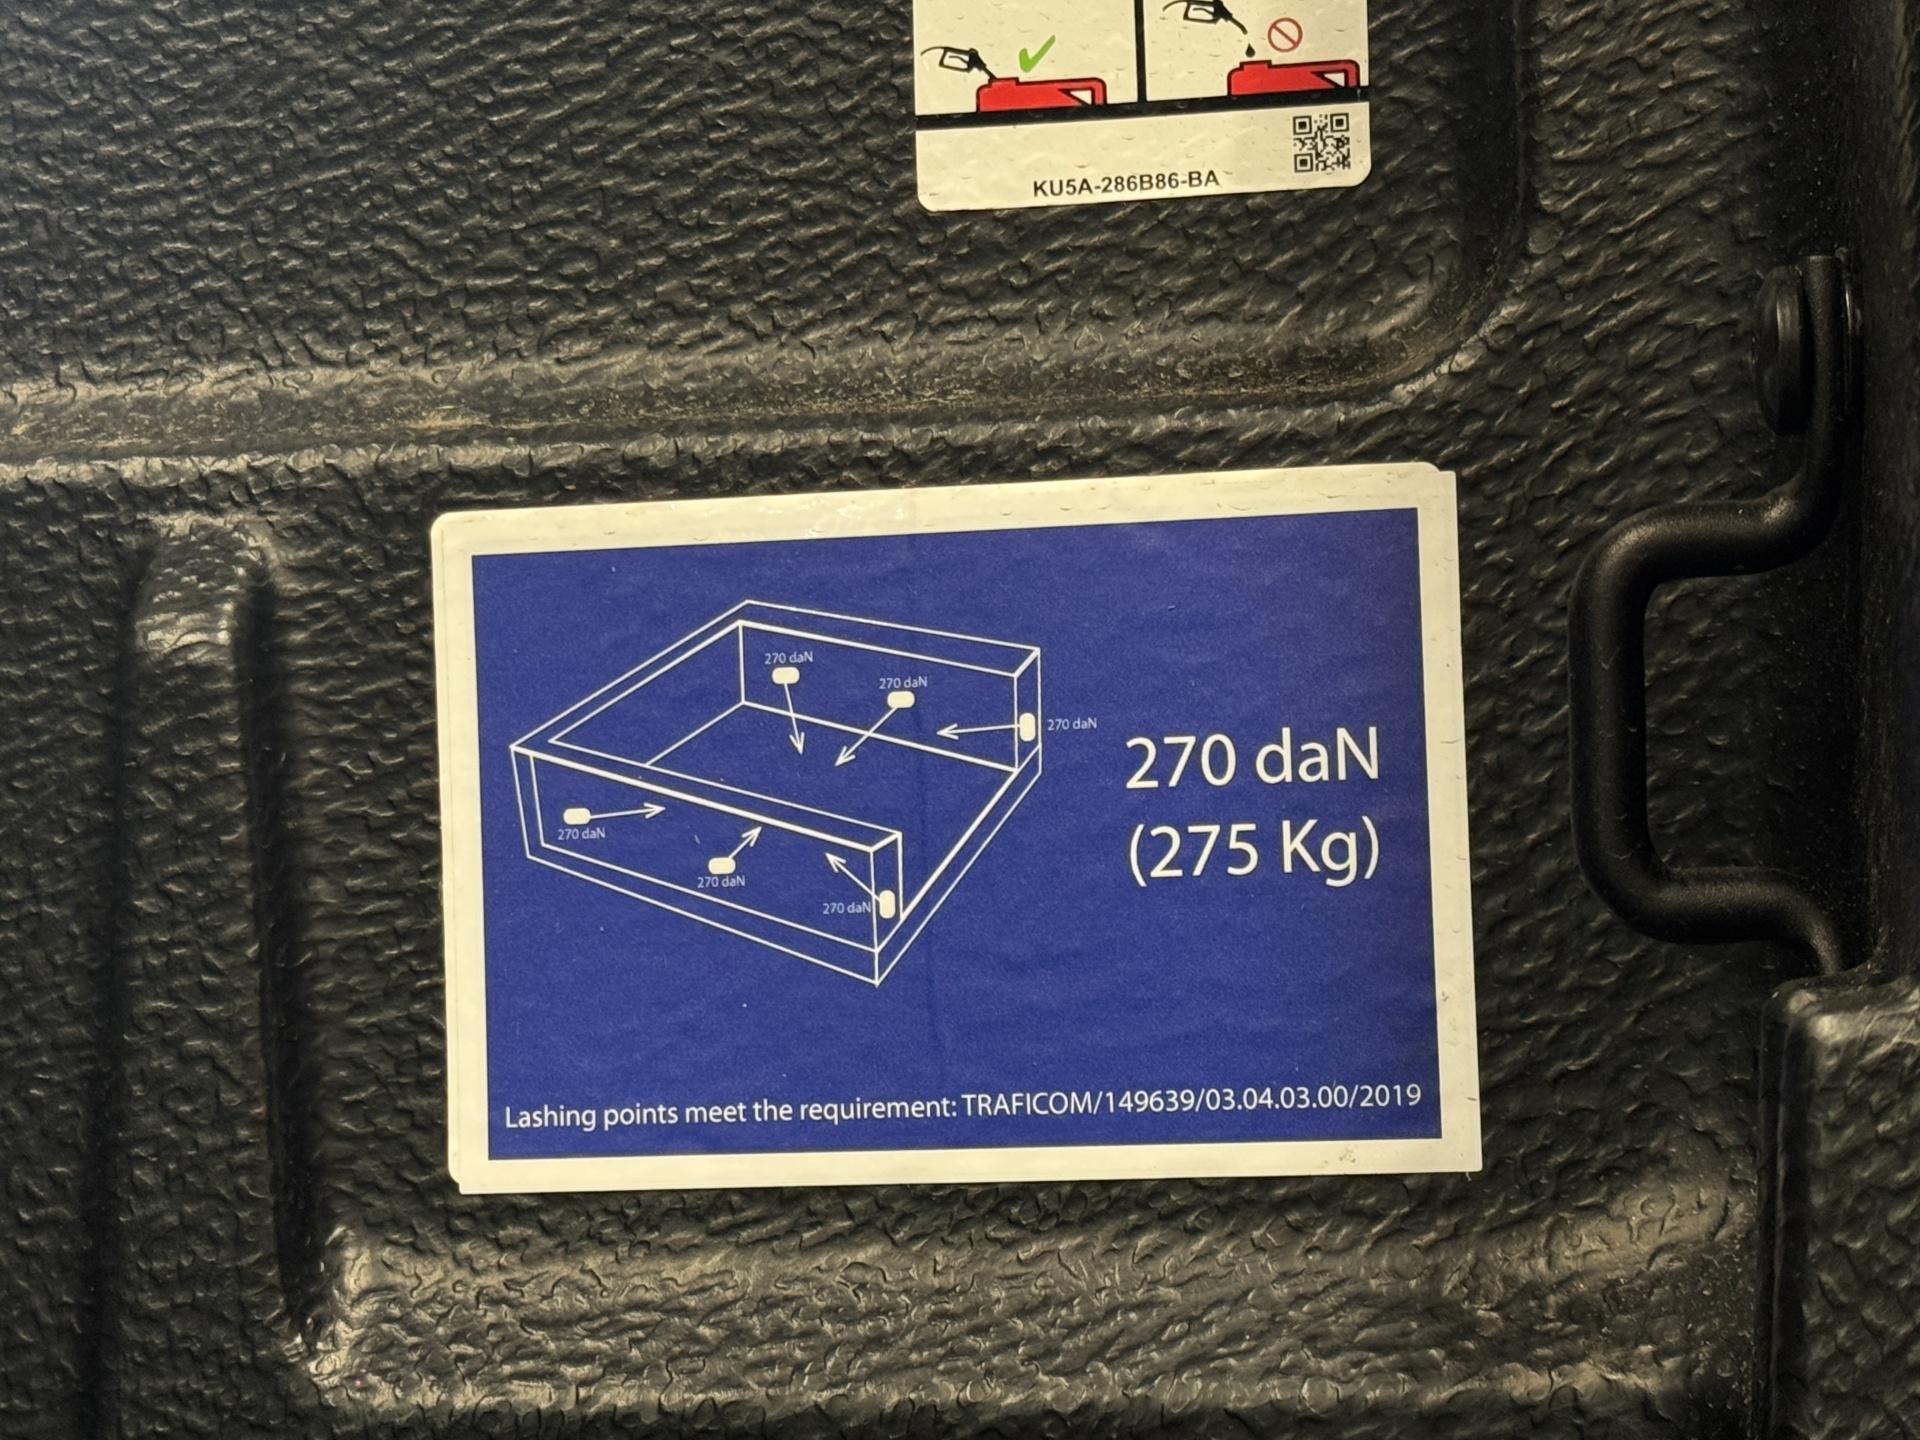 KU5A-286B86-BA
270 daN
270 daN
270 daN
270 daN
270 daN
270 daN
270 daN
(275 Kg)
Lashing points meet the requirement: TRAFICOM/149639/03.04.03.00/2019